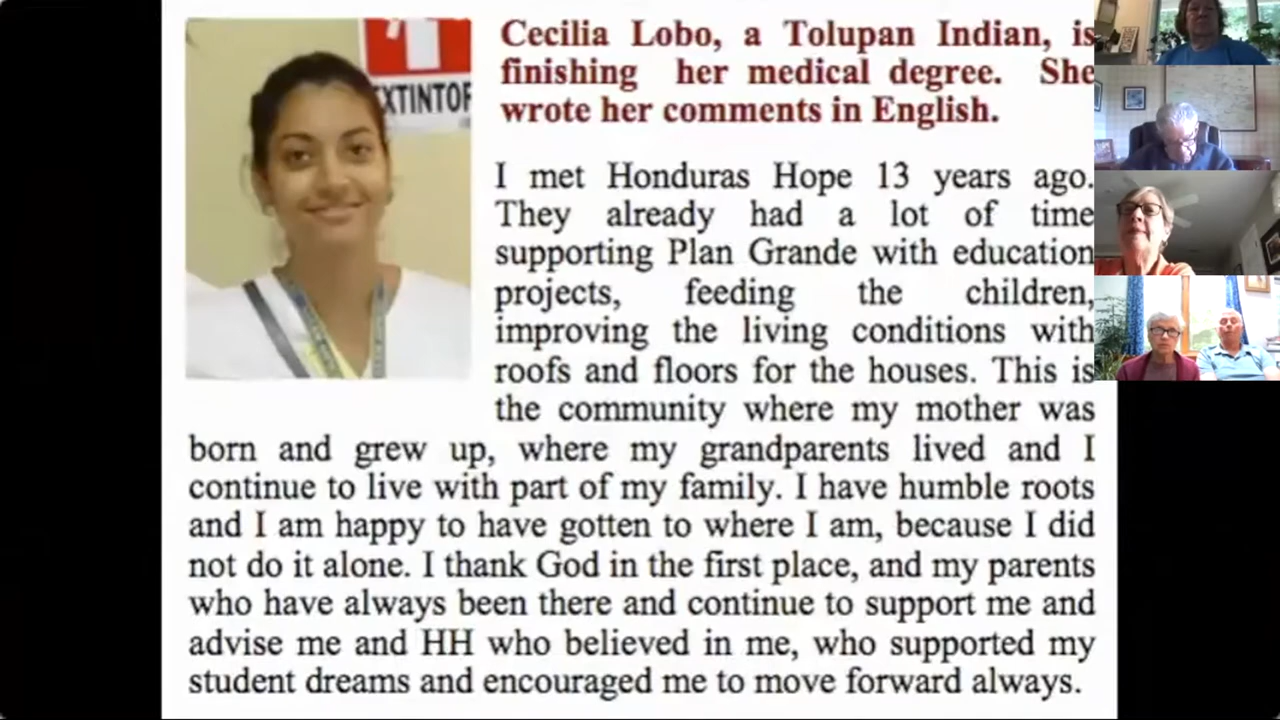 EXTINTOR
Cecilia Lobo, a Tolupan Indian, is
finishing her medical degree. She
wrote her comments in English.
I met Honduras Hope 13 years ago.
They already had a lot of time
supporting Plan Grande with education
projects, feeding the children,
improving the living conditions with
roofs and floors for the houses. This is
the community where my mother was
born and grew up, where my grandparents lived and I
continue to live with part of my family. I have humble roots
and I am happy to have gotten to where I am, because I did
not do it alone. I thank God in the first place, and my parents
who have always been there and continue to support me and
advise me and HH who believed in me, who supported my
student dreams and encouraged me to move forward always.